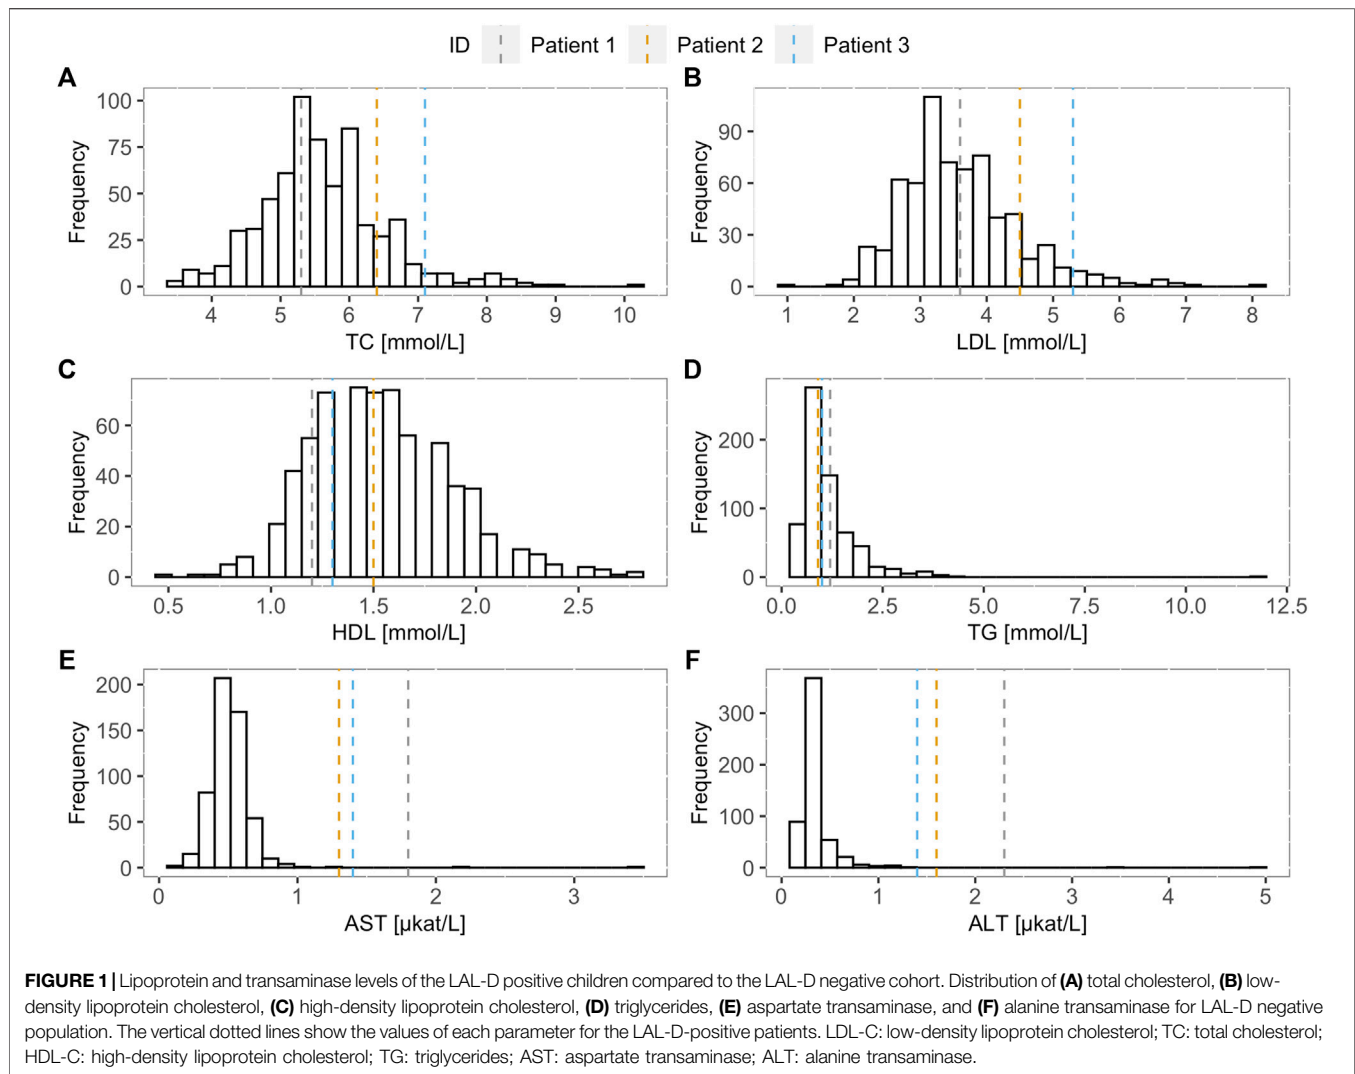 ID Patient 1 Patient 2 Patient 3
A
Frequency
100
75
50
25
0
4 5 6 7 8 9 10
TC [mmol/L]
B
Frequency
90
60
30
0
1 2 3 4 5 6 7 8
LDL [mmol/L]
C
Frequency
60
40
20
0
0.5 1.0 1.5 2.0 2.5
HDL [mmol/L]
D
Frequency
200
100
0
0.0 2.5 5.0 7.5 10.0 12.5
TG [mmol/L]
E
Frequency
200
150
100
50
0
0 1 2 3
AST [µkat/L]
F
Frequency
300
200
100
0
0 1 2 3 4 5
ALT [µkat/L]
FIGURE 1 | Lipoprotein and transaminase levels of the LAL-D positive children compared to the LAL-D negative cohort. Distribution of (A) total cholesterol, (B) low-
density lipoprotein cholesterol, (C) high-density lipoprotein cholesterol, (D) triglycerides, (E) aspartate transaminase, and (F) alanine transaminase for LAL-D negative
population. The vertical dotted lines show the values of each parameter for the LAL-D-positive patients. LDL-C: low-density lipoprotein cholesterol; TC: total cholesterol;
HDL-C: high-density lipoprotein cholesterol; TG: triglycerides; AST: aspartate transaminase; ALT: alanine transaminase.